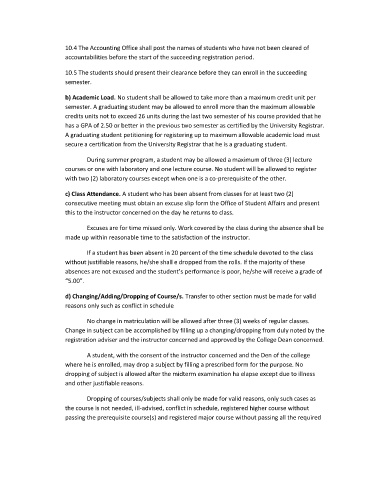 10.4 The Accounting Office shall post the names of students who have not been cleared of
accountabilities before the start of the succeeding registration period.
10.5 The students should present their clearance before they can enroll in the succeeding
semester.
b) Academic Load. No student shall be allowed to take more than a maximum credit unit per
semester. A graduating student may be allowed to enroll more than the maximum allowable
credits units not to exceed 26 units during the last two semester of his course provided that he
has a GPA of 2.50 or better in the previous two semester as certified by the University Registrar.
A graduating student petitioning for registering up to maximum allowable academic load must
secure a certification from the University Registrar that he is a graduating student.
During summer program, a student may be allowed a maximum of three (3) lecture
courses or one with laboratory and one lecture course. No student will be allowed to register
with two (2) laboratory courses except when one is a co-prerequisite of the other.
c) Class Attendance. A student who has been absent from classes for at least two (2)
consecutive meeting must obtain an excuse slip form the Office of Student Affairs and present
this to the instructor concerned on the day he returns to class.
Excuses are for time missed only. Work covered by the class during the absence shall be
made up within reasonable time to the satisfaction of the instructor.
If a student has been absent in 20 percent of the time schedule devoted to the class
without justifiable reasons, he/she shall e dropped from the rolls. If the majority of these
absences are not excused and the student's performance is poor, he/she will receive a grade of
"5.00".
d) Changing/Adding/Dropping of Course/s. Transfer to other section must be made for valid
reasons only such as conflict in schedule
No change in matriculation will be allowed after three (3) weeks of regular classes.
Change in subject can be accomplished by filling up a changing/dropping from duly noted by the
registration adviser and the instructor concerned and approved by the College Dean concerned.
A student, with the consent of the instructor concerned and the Den of the college
where he is enrolled, may drop a subject by filling a prescribed form for the purpose. No
dropping of subject is allowed after the midterm examination ha elapse except due to illness
and other justifiable reasons.
Dropping of courses/subjects shall only be made for valid reasons, only such cases as
the course is not needed, ill-advised, conflict in schedule, registered higher course without
passing the prerequisite course(s) and registered major course without passing all the required